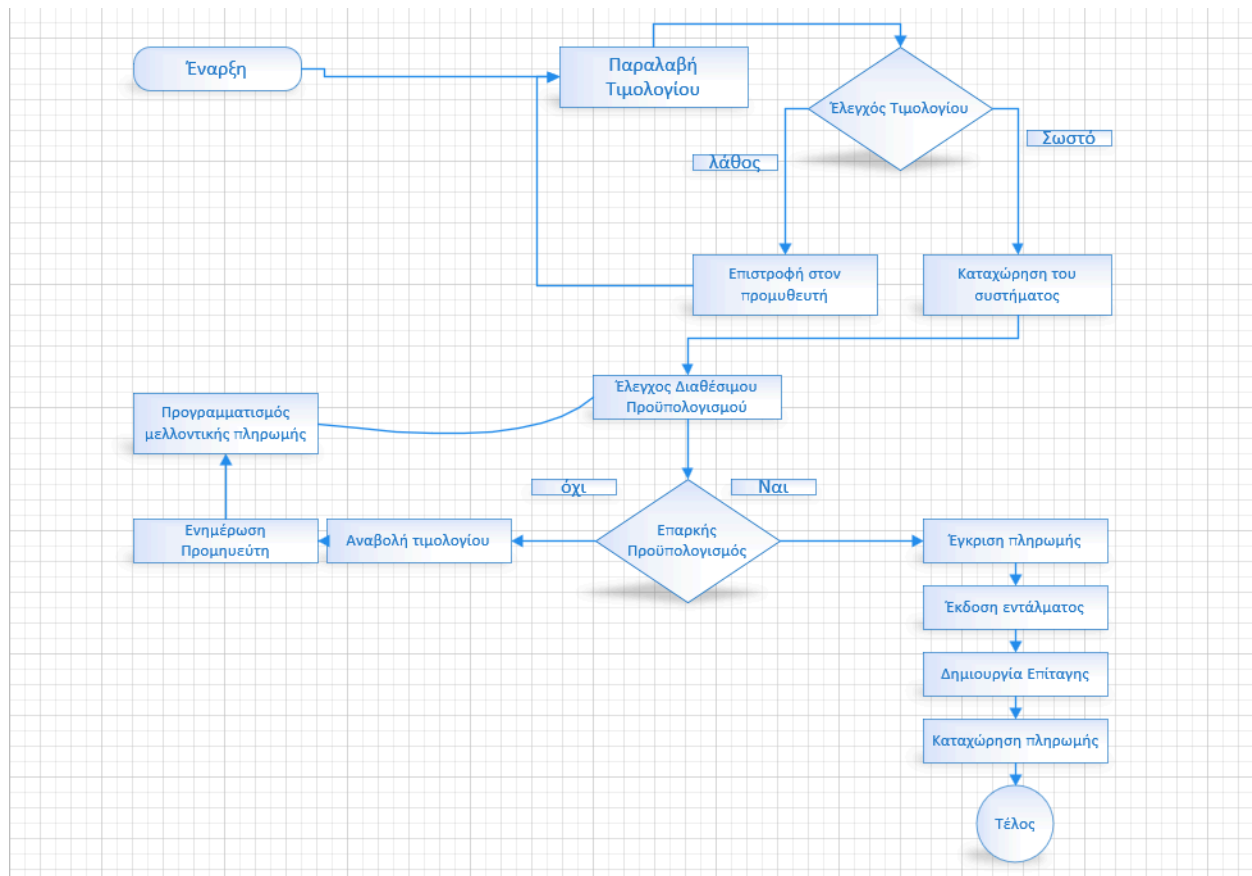 Έναρξη
Παραλαβή
Τιμολογίου
Έλεγχός Τιμολογίου
λάθος
Σωστό
Επιστροφή στον
προμυθευτή
Καταχώρηση του
συστήματος
Έλεγχος Διαθέσιμου
Προϋπολογισμού
Προγραμματισμός
μελλοντικής πληρωμής
όχι
Ναι
Ενημέρωση
Προμηυεύτη
Αναβολή τιμολογίου
Επαρκής
Προϋπολογισμός
Έγκριση πληρωμής
Έκδοση εντάλματος
Δημιουργία Επίταγης
Καταχώρηση πληρωμής
Τέλος